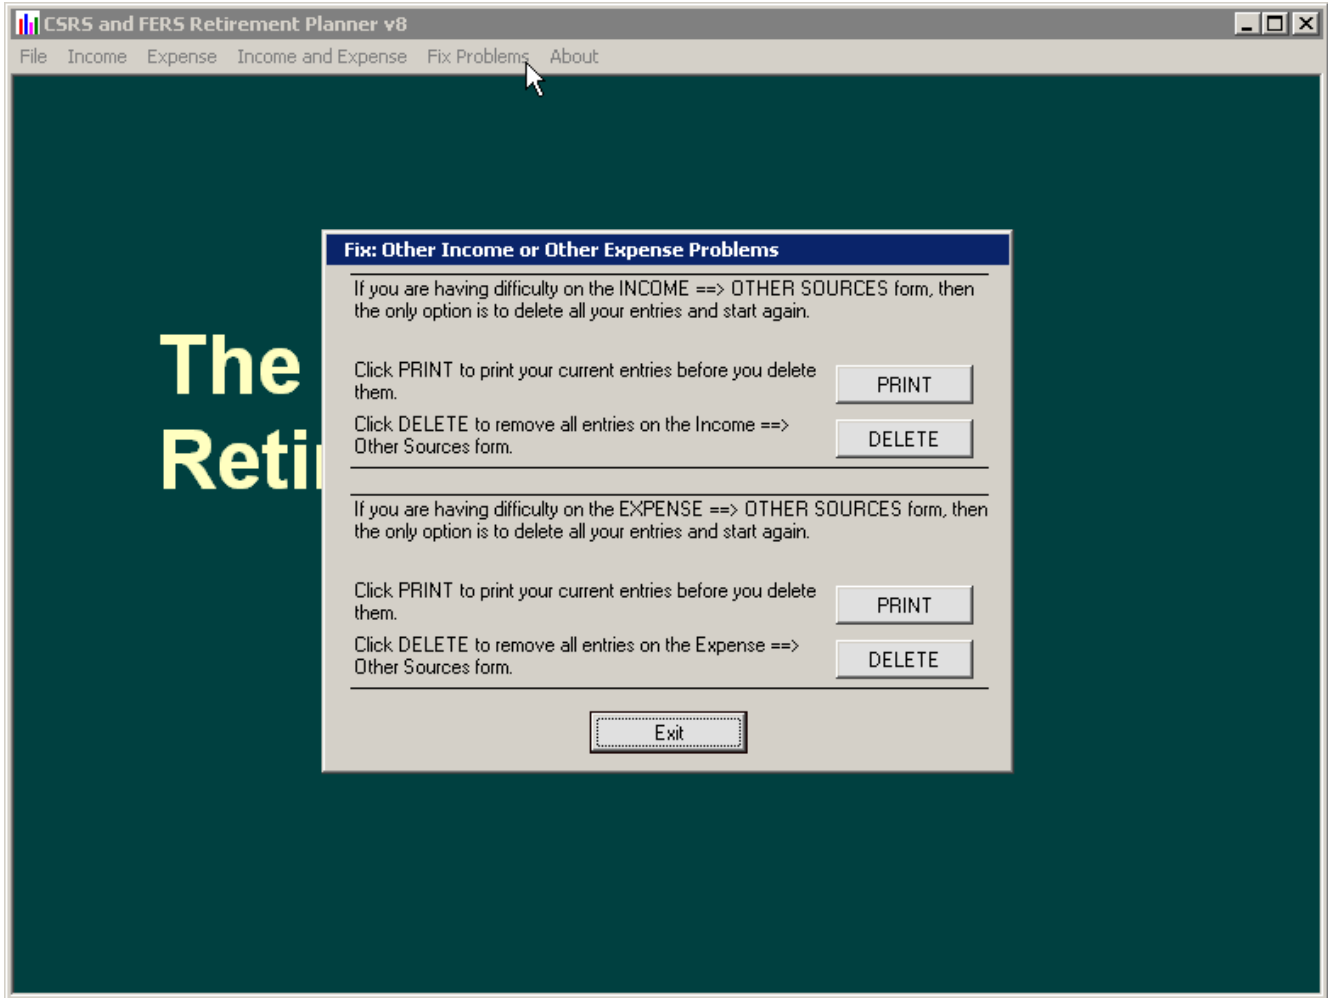 CSRS and FERS Retirement Planner v8
File Income Expense Income and Expense Fix Problems About
The
Fix: Other Income or Other Expense Problems
If you are having difficulty on the INCOME ==> OTHER SOURCES form, then
the only option is to delete all your entries and start again.
Click PRINT to print your current entries before you delete
them.
PRINT
Click DELETE to remove all entries on the Income ==>
Other Sources form.
DELETE
If you are having difficulty on the EXPENSE ==> OTHER SOURCES form, then
the only option is to delete all your entries and start again.
Click PRINT to print your current entries before you delete
them.
PRINT
Click DELETE to remove all entries on the Expense ==>
Other Sources form.
DELETE
Exit